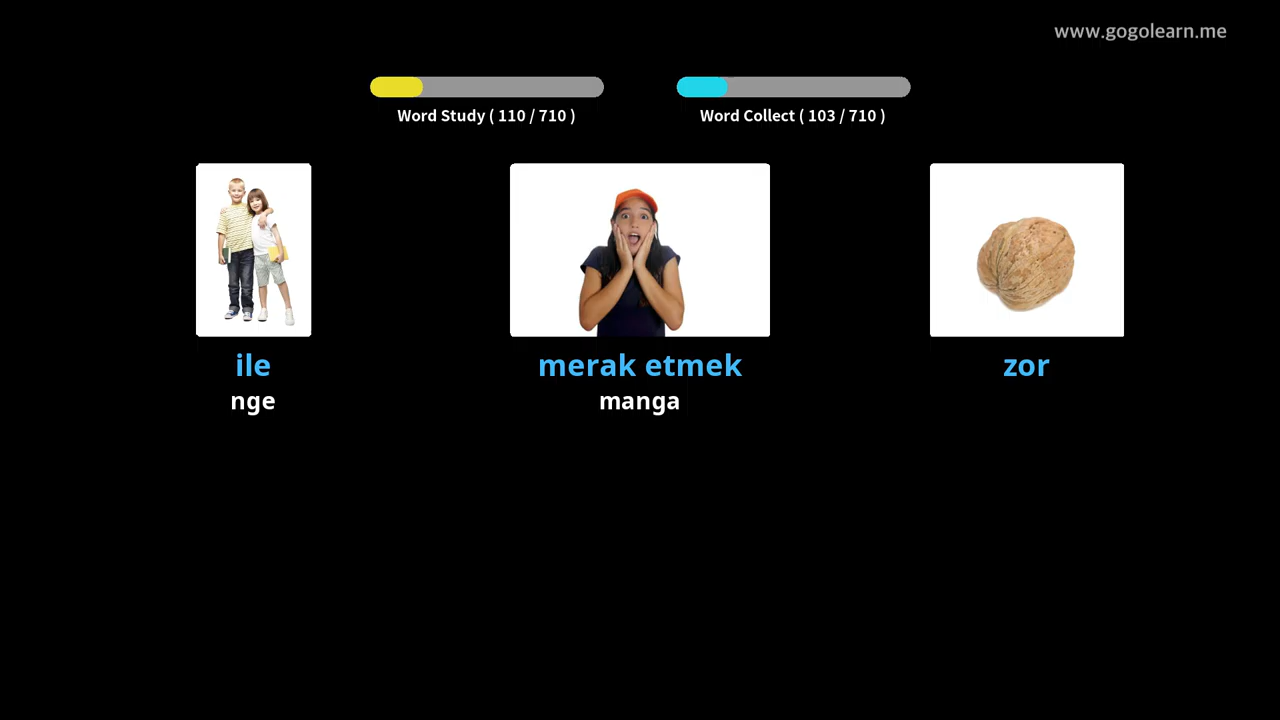 www.gogolearn.me
Word Study ( 110 / 710 )
Word Collect ( 103 / 710 )
ile
nge
merak etmek
manga
zor